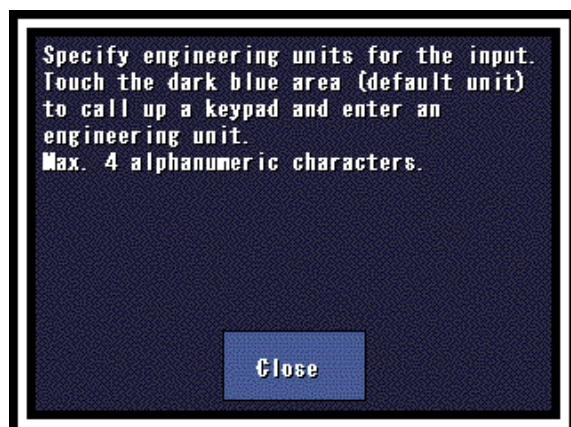 Specify engineering units for the input.
Touch the dark blue area (default unit)
to call up a keypad and enter an
engineering unit.
Max. 4 alphanumeric characters.
Close